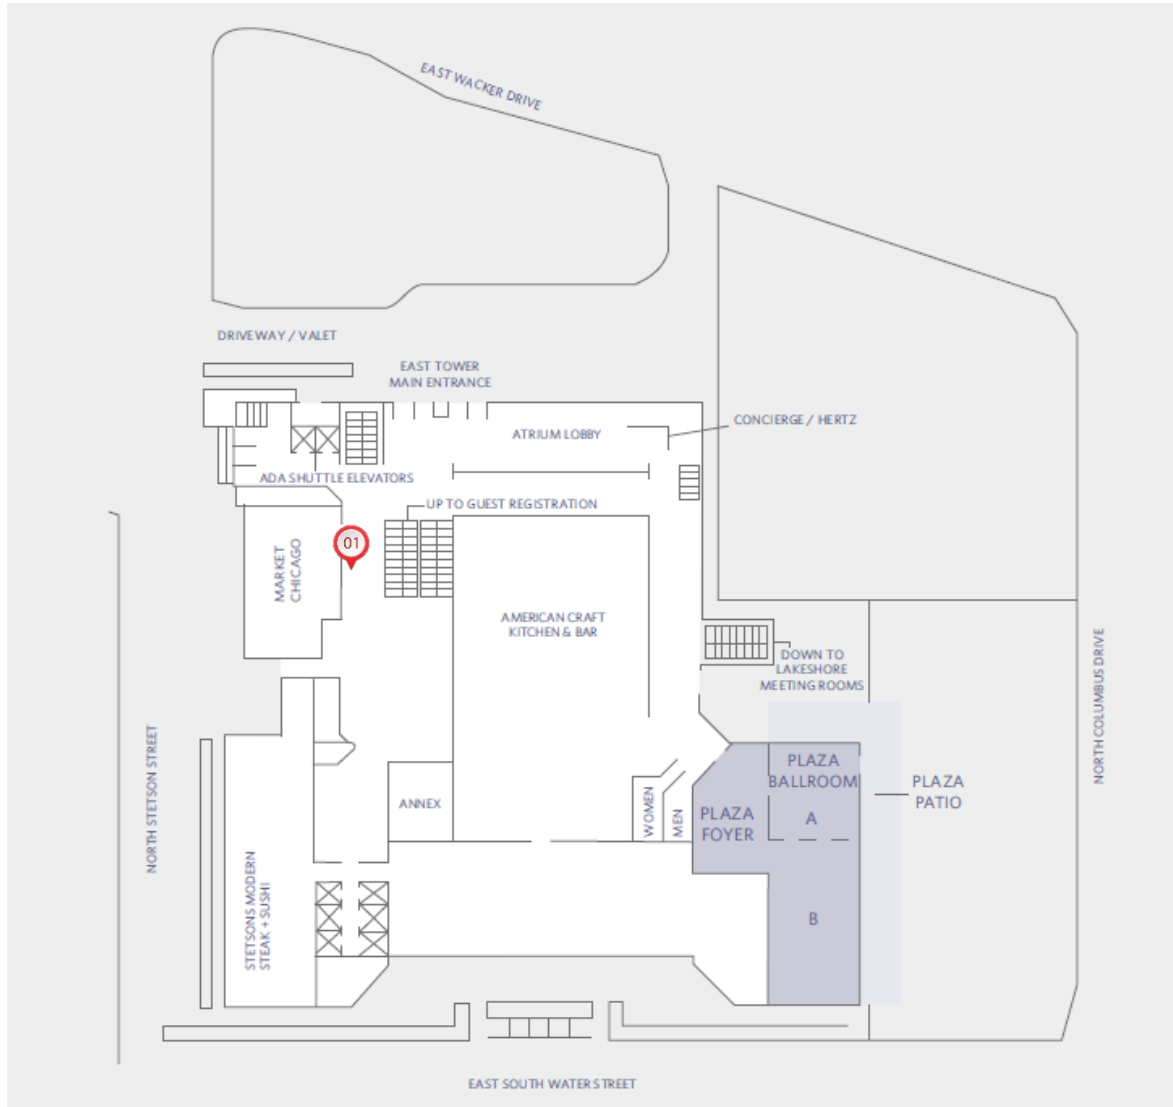 EAST WACKER DRIVE
DRIVEWAY / VALET
EAST TOWER
MAIN ENTRANCE
CONCIERGE / HERTZ
ATRIUM LOBBY
ADA SHUTTLE ELEVATORS
UP TO GUEST REGISTRATION
01
MARKET
CHICAGO
AMERICAN CRAFT
KITCHEN & BAR
DOWN TO
LAKESHORE
MEETING ROOMS
NORTH COLUMBUS DRIVE
NORTH STETSON STREET
PLAZA
BALLROOM
A
PLAZA
PATIO
ANNEX
WOMEN
MEN
PLAZA
FOYER
STETSONS MODERN
STEAK + SUSHI
B
EAST SOUTH WATER STREET